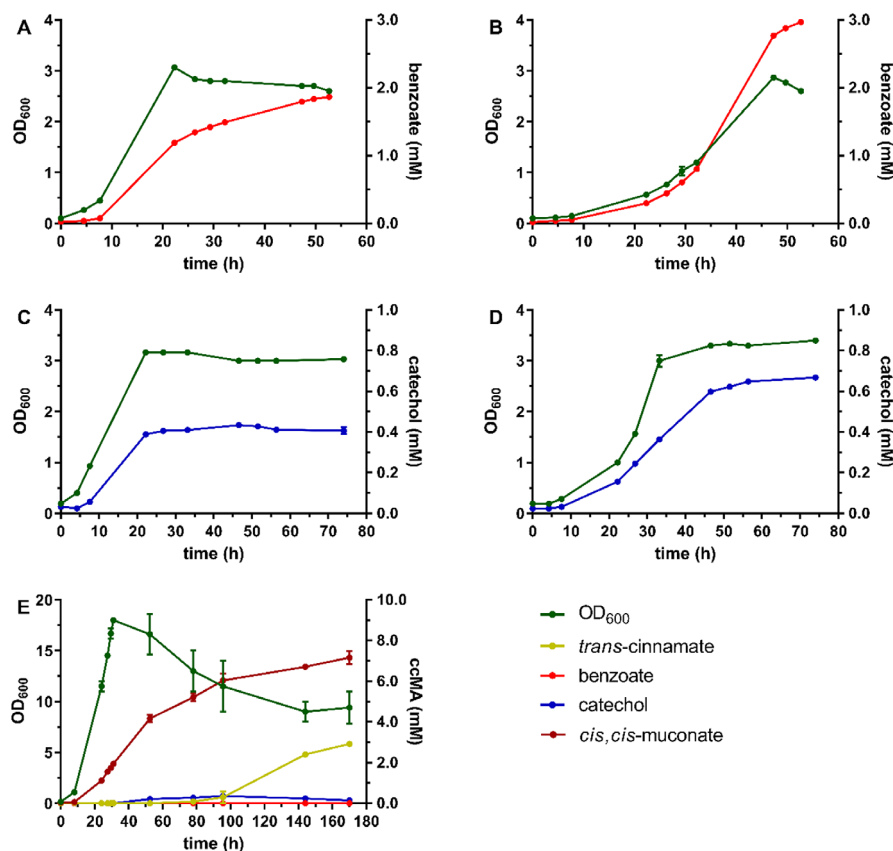 A
4
3
2
1
0
OD600
3.0
2.0
1.0
0.0
benzoate (mM)
0 10 20 30 40 50 60
time (h)
B
4
3
2
1
0
OD600
3.0
2.0
1.0
0.0
benzoate (mM)
0 10 20 30 40 50 60
time (h)
C
4
3
2
1
0
OD600
1.0
0.8
0.6
0.4
0.2
0.0
catechol (mM)
0 10 20 30 40 50 60 70 80
time (h)
D
4
3
2
1
0
OD600
1.0
0.8
0.6
0.4
0.2
0.0
catechol (mM)
0 10 20 30 40 50 60 70 80
time (h)
E
20
15
10
5
0
OD600
10.0
8.0
6.0
4.0
2.0
0.0
ccMA (mM)
0 20 40 60 80 100 120 140 160 180
time (h)
OD600
trans-cinnamate
benzoate
catechol
cis,cis-muconate